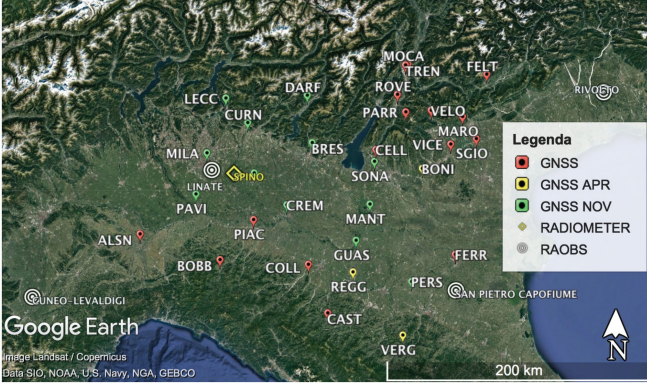 MOCA
TREN
FELT
DARF
ROVE
RIVOLTO
LECC
CURN
PARR
VELO
MARO
BRES
CELL
VICE
SGIO
MILA
SONA
BONI
LINATE
SPINO
PAVI
CREM
MANT
PIAC
ALSN
GUAS
BOBB
COLL
FERR
REGG
PERS
CUNEO-LEVALDIGI
SAN PIETRO CAPOFIUME
CAST
VERG
Legenda
GNSS
GNSS APR
GNSS NOV
RADIOMETER
RAOBS
Google Earth
Image Landsat / Copernicus
Data SIO, NOAA, U.S. Navy, NGA, GEBCO
N
200 km